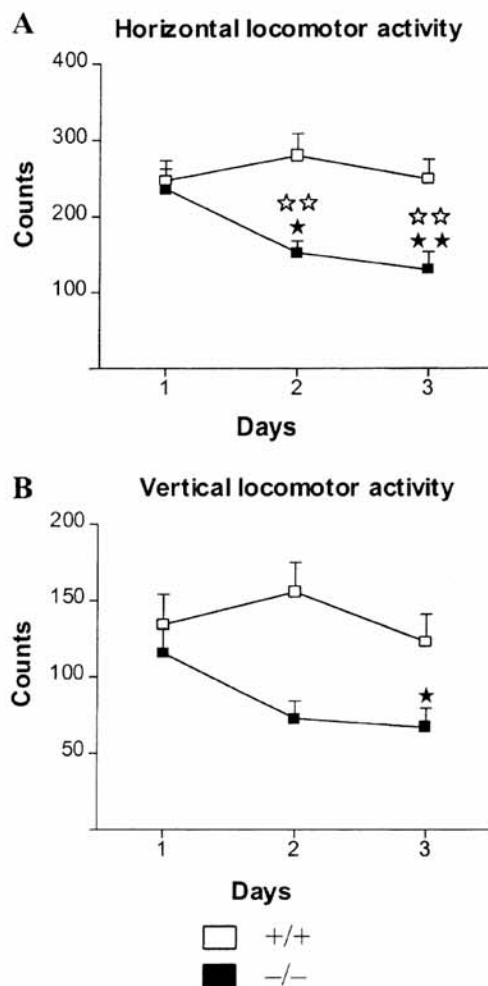 A Horizontal locomotor activity
400
300
200
100
Counts
1 2 3
Days
B Vertical locomotor activity
200
150
100
50
Counts
1 2 3
Days
+/+
−/−